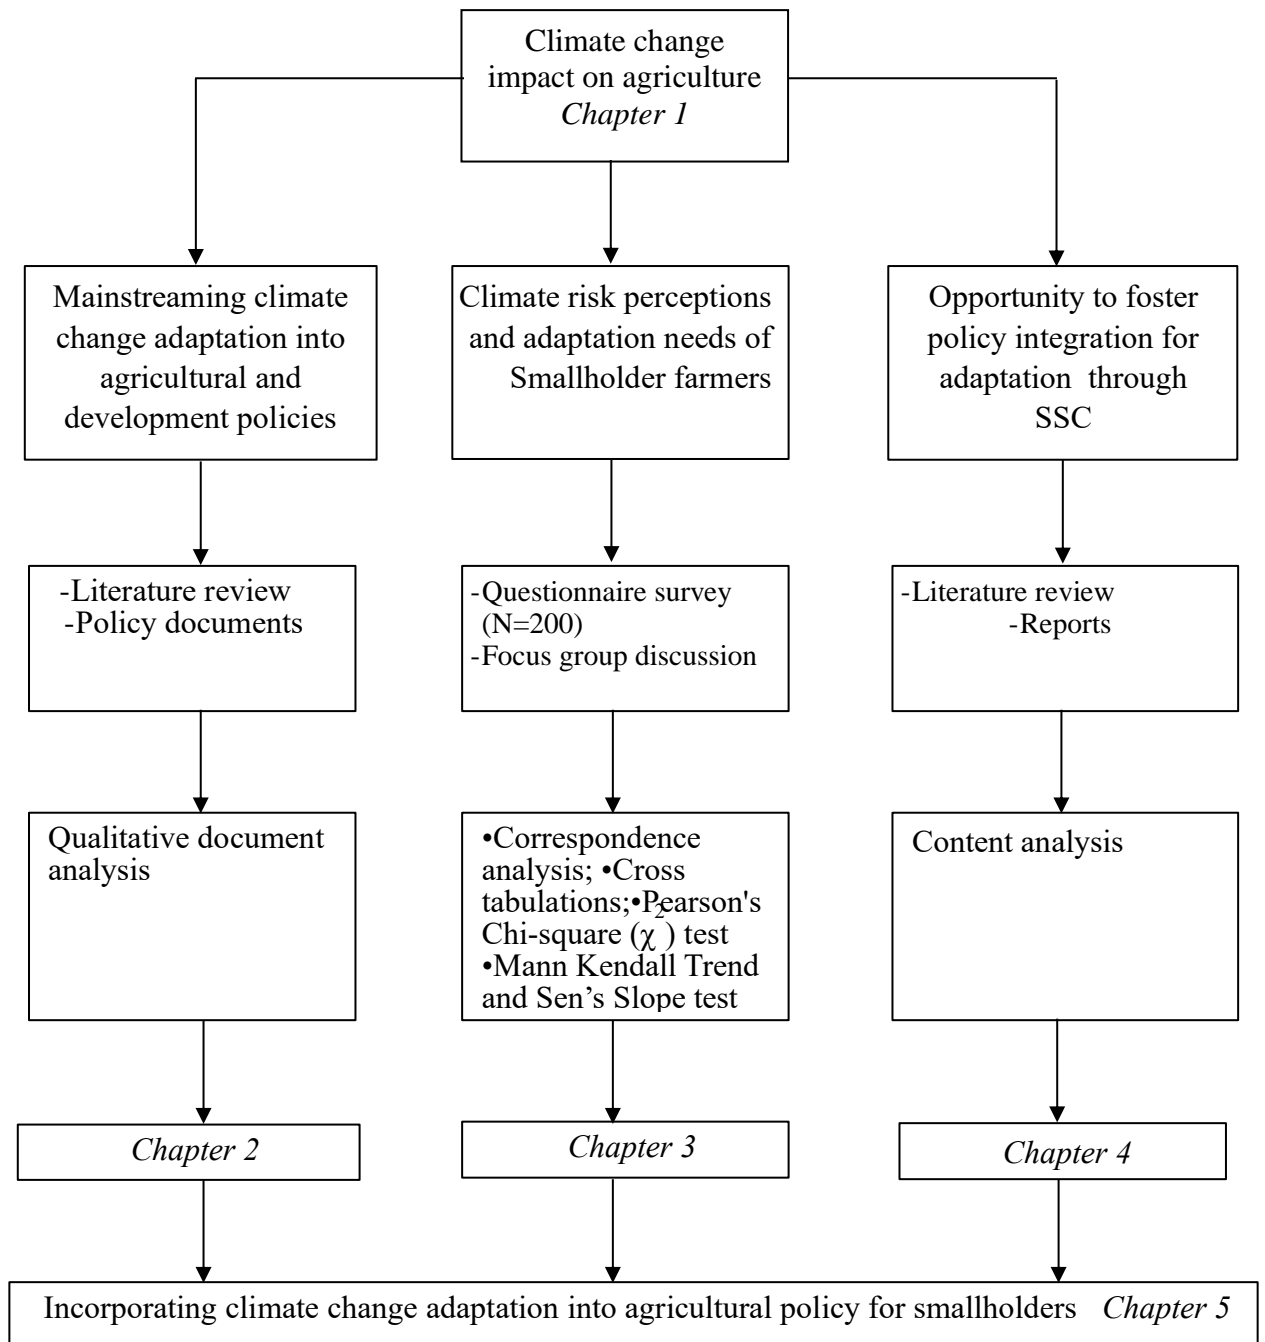 Climate change
impact on agriculture
Chapter 1
Mainstreaming climate
change adaptation into
agricultural and
development policies
Climate risk perceptions
and adaptation needs of
Smallholder farmers
Opportunity to foster
policy integration for
adaptation through
SSC
-Literature review
-Policy documents
-Questionnaire survey
(N=200)
-Focus group discussion
-Literature review
-Reports
Qualitative document
analysis
•Correspondence
analysis; •Cross
tabulations;•Pearson's
Chi-square (χ2) test
•Mann Kendall Trend
and Sen’s Slope test
Content analysis
Chapter 2
Chapter 3
Chapter 4
Incorporating climate change adaptation into agricultural policy for smallholders Chapter 5